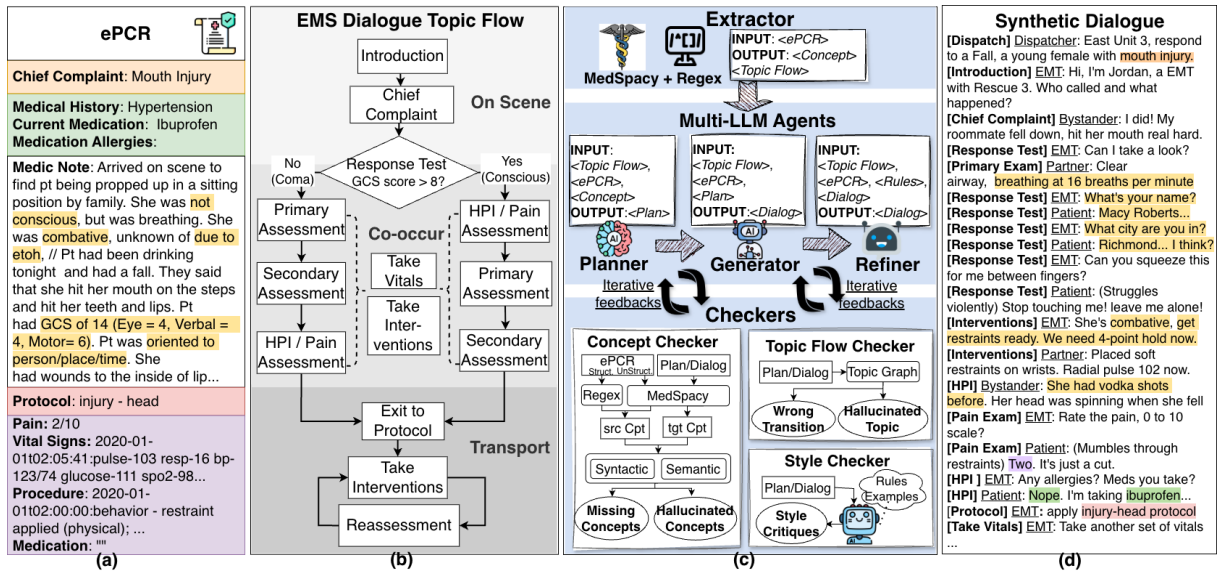 ePCR
Chief Complaint: Mouth Injury
Medical History: Hypertension
Current Medication: Ibuprofen
Medication Allergies:
Medic Note: Arrived on scene to
find pt being propped up in a sitting
position by family. She was not
conscious, but was breathing. She
was combative, unknown of due to
etoh, // Pt had been drinking
tonight and had a fall. They said
that she hit her mouth on the steps
and hit her teeth and lips. Pt
had GCS of 14 (Eye = 4, Verbal =
4, Motor= 6). Pt was oriented to
person/place/time. She
had wounds to the inside of lip...
Protocol: injury - head
Pain: 2/10
Vital Signs: 2020-01-
01t02:05:41:pulse-103 resp-16 bp-
123/74 glucose-111 spo2-98...
Procedure: 2020-01-
01t02:00:00:behavior - restraint
applied (physical); ...
Medication: ""
(a)
EMS Dialogue Topic Flow
Introduction
Chief
Complaint
On Scene
No
(Coma)
Response Test
GCS score > 8?
Yes
(Conscious)
Primary
Assessment
HPI / Pain
Assessment
Co-occur
Take
Vitals
Secondary
Assessment
Primary
Assessment
Take
Inter-
ventions
HPI / Pain
Assessment
Secondary
Assessment
Exit to
Protocol
Transport
Take
Interventions
Reassessment
(b)
Extractor
MedSpacy + Regex
INPUT: <ePCR>
OUTPUT: <Concept>
<Topic Flow>
Multi-LLM Agents
INPUT:
<Topic Flow>,
<ePCR>,
<Concept>
OUTPUT:<Plan>
INPUT:
<Topic Flow>,
<ePCR>,
<Plan>
OUTPUT:<Dialog>
INPUT:
<Topic Flow>,
<ePCR>, <Rules>,
<Dialog>
OUTPUT:<Dialog>
AI
AI
Planner
Generator
Refiner
Iterative
feedbacks
Iterative
feedbacks
Checkers
Concept Checker
ePCR
Struct. UnStruct.
Plan/Dialog
Regex
MedSpacy
src Cpt
tgt Cpt
Syntactic
Semantic
Missing
Concepts
Hallucinated
Concepts
Topic Flow Checker
Plan/Dialog
Topic Graph
Wrong
Transition
Hallucinated
Topic
Style Checker
Plan/Dialog
Rules
Examples
Style
Critiques
(c)
Synthetic Dialogue
[Dispatch] Dispatcher: East Unit 3, respond
to a Fall, a young female with mouth injury.
[Introduction] EMT: Hi, I'm Jordan, a EMT
with Rescue 3. Who called and what
happened?
[Chief Complaint] Bystander: I did! My
roommate fell down, hit her mouth real hard.
[Response Test] EMT: Can I take a look?
[Primary Exam] Partner: Clear
airway, breathing at 16 breaths per minute
[Response Test] EMT: What's your name?
[Response Test] Patient: Macy Roberts...
[Response Test] EMT: What city are you in?
[Response Test] Patient: Richmond... I think?
[Response Test] EMT: Can you squeeze this
for me between fingers?
[Response Test] Patient: (Struggles
violently) Stop touching me! leave me alone!
[Interventions] EMT: She's combative, get
restraints ready. We need 4-point hold now.
[Interventions] Partner: Placed soft
restraints on wrists. Radial pulse 102 now.
[HPI] Bystander: She had vodka shots
before. Her head was spinning when she fell
[Pain Exam] EMT: Rate the pain, 0 to 10
scale?
[Pain Exam] Patient: (Mumbles through
restraints) Two. It's just a cut.
[HPI ] EMT: Any allergies? Meds you take?
[HPI] Patient: Nope. I'm taking ibuprofen...
[Protocol] EMT: apply injury-head protocol
[Take Vitals] EMT: Take another set of vitals
...
(d)